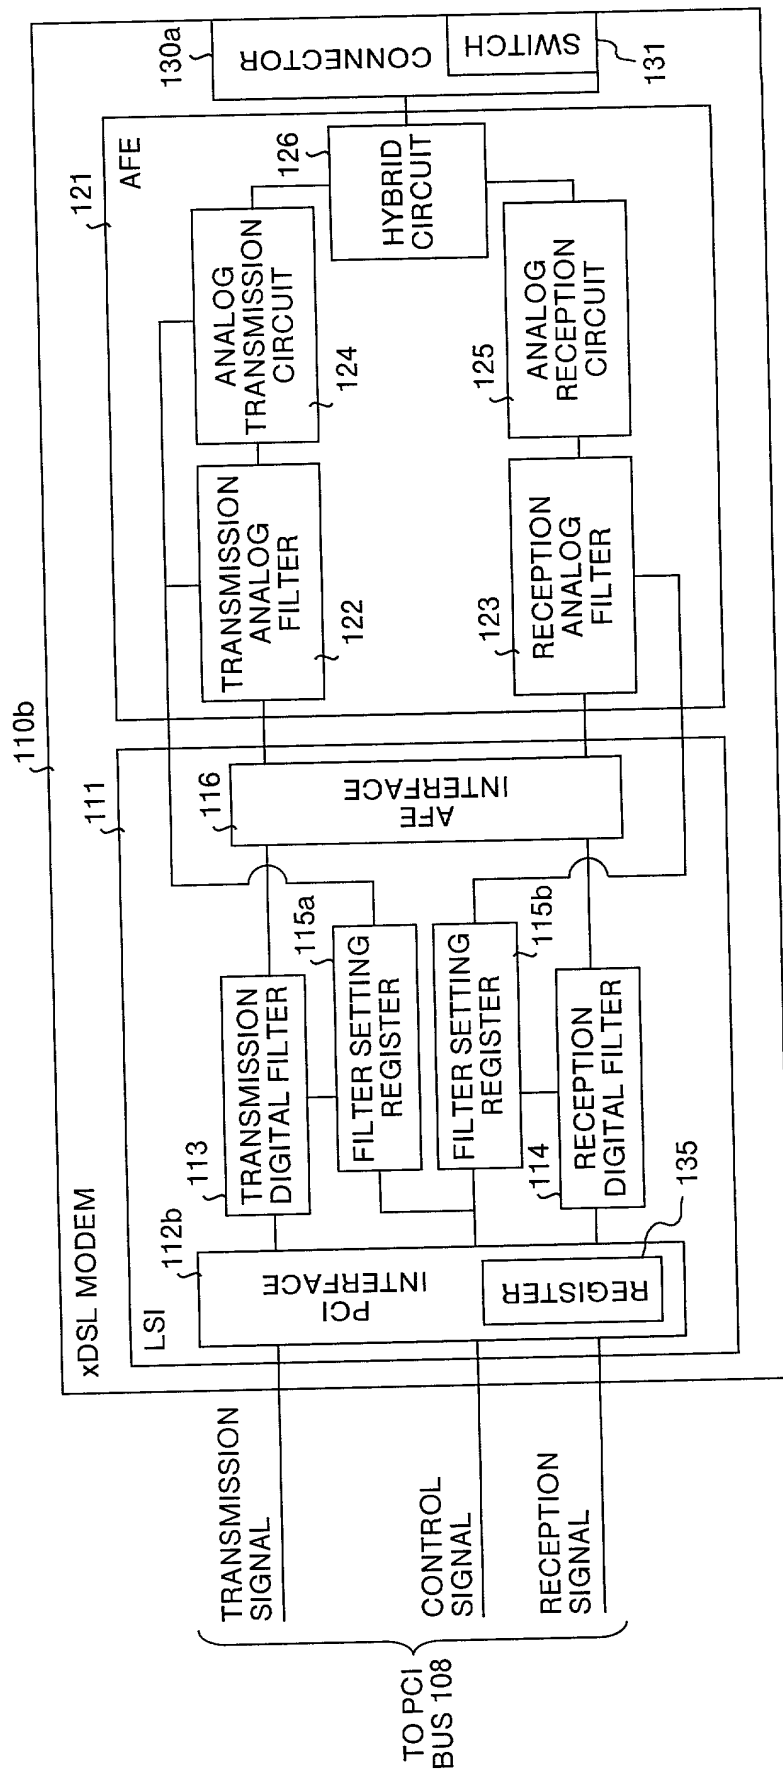 110b
xDSL MODEM
111
LSI
121
AFE
112b
PCI
INTERFACE
REGISTER
135
113
TRANSMISSION
DIGITAL FILTER
115a
FILTER SETTING
REGISTER
FILTER SETTING
REGISTER
115b
114
RECEPTION
DIGITAL FILTER
116
AFE
INTERFACE
TRANSMISSION
ANALOG
FILTER
122
123
RECEPTION
ANALOG
FILTER
ANALOG
TRANSMISSION
CIRCUIT
124
125
ANALOG
RECEPTION
CIRCUIT
126
HYBRID
CIRCUIT
130a
CONNECTOR
SWITCH
131
TRANSMISSION
SIGNAL
CONTROL
SIGNAL
RECEPTION
SIGNAL
TO PCI
BUS 108